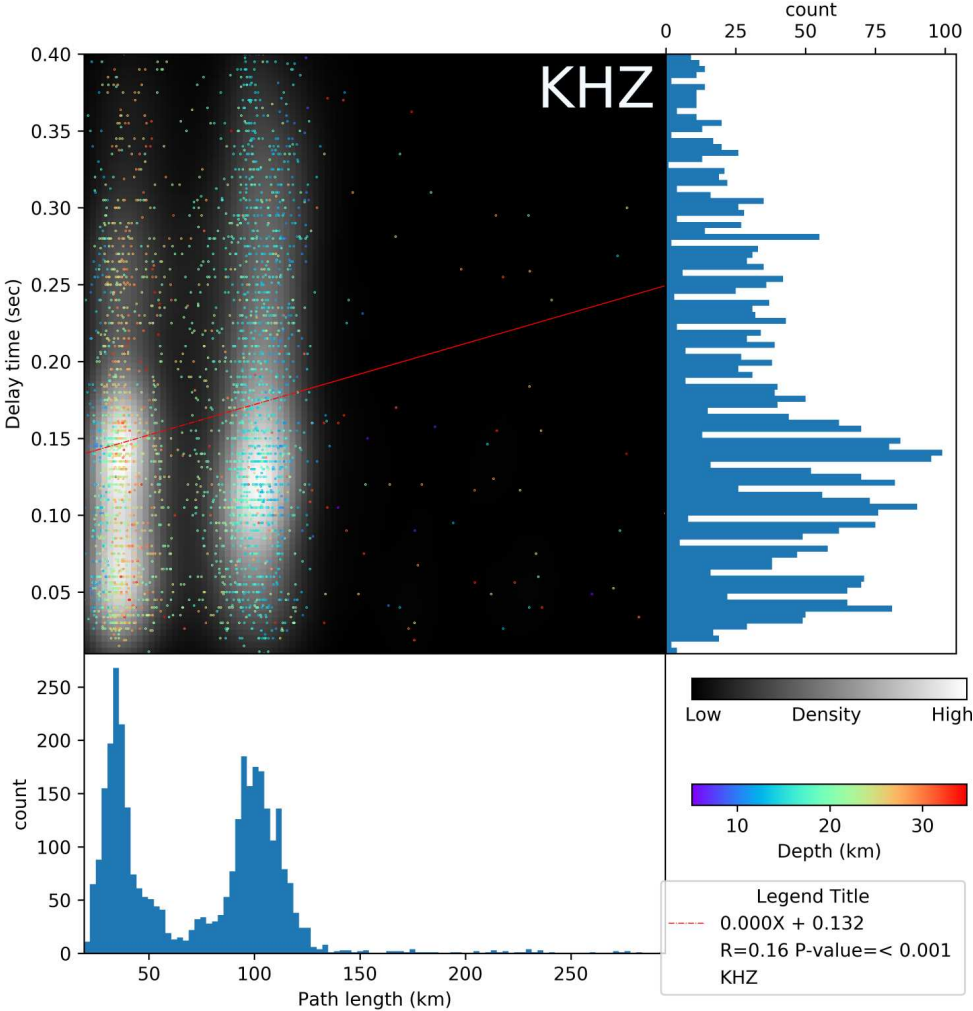 count
0 25 50 75 100
KHZ
0.40
0.35
0.30
0.25
0.20
0.15
0.10
0.05
Delay time (sec)
250
200
150
100
50
0
count
50 100 150 200 250
Path length (km)
Low Density High
10 20 30
Depth (km)
Legend Title
0.000X + 0.132
R=0.16 P-value=< 0.001
KHZ